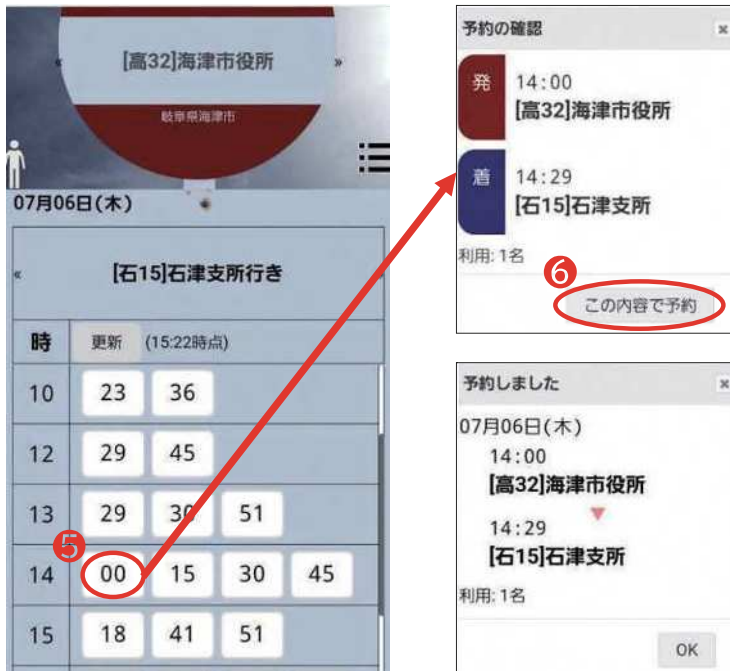 « [高32]海津市役所 »
岐阜県海津市
07月06日(木)
« [石15]石津支所行き
時 更新 (15:22時点)
10 23 36
12 29 45
13 29 30 51
❺
14 00 15 30 45
15 18 41 51
予約の確認 ×
発 14:00
[高32]海津市役所
着 14:29
[石15]石津支所
利用: 1名
❻
この内容で予約
予約しました ×
07月06日(木)
14:00
[高32]海津市役所
▼
14:29
[石15]石津支所
利用: 1名
OK